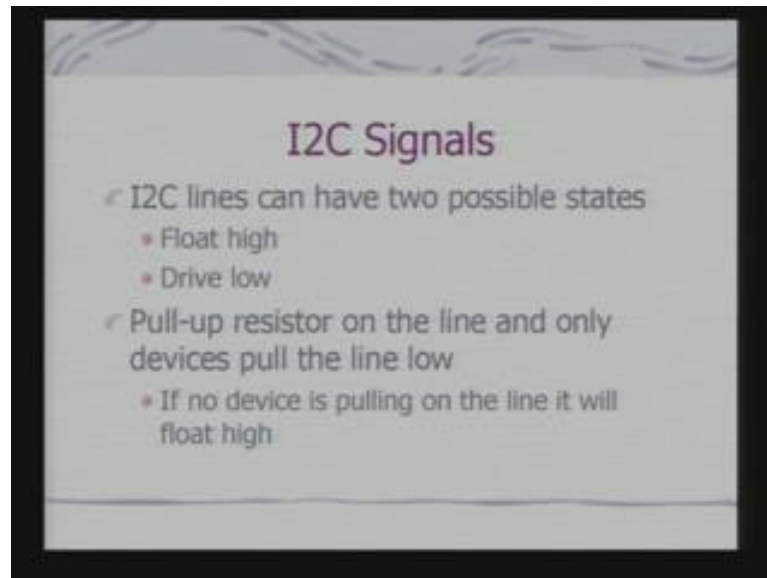 I2C Signals
I2C lines can have two possible states
Float high
Drive low
Pull-up resistor on the line and only
devices pull the line low
If no device is pulling on the line it will
float high